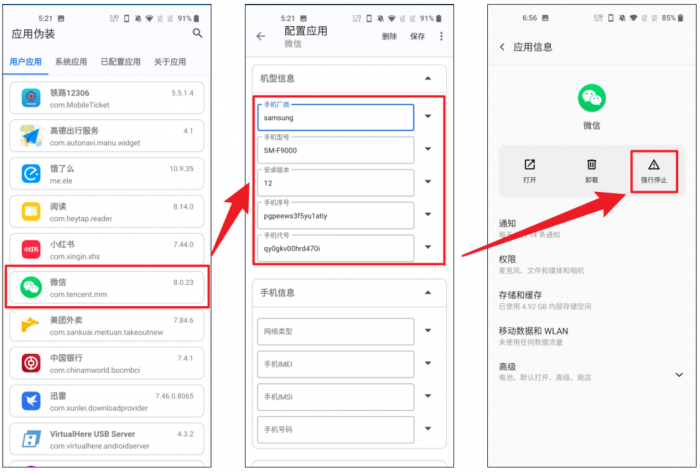 5:21
91%
应用伪装
用户应用
系统应用
已配置应用
关于应用
铁路12306
5.5.1.4
com.MobileTicket
高德出行服务
4.1
com.autonavi.manu.widget
饿了么
10.9.35
me.ele
阅读
8.14.0
com.heytap.reader
小红书
小红书
7.44.0
com.xingin.xhs
微信
8.0.23
com.tencent.mm
美团外卖
7.84.6
com.sankuai.meituan.takeoutnew
中国银行
7.4.1
com.chinamworld.bocmbci
迅雷
7.46.0.8065
com.xunlei.downloadprovider
VirtualHere USB Server
4.3.2
com.virtualhere.androidserver
5:21
91%
配置应用
微信
删除
保存
机型信息
手机厂商
samsung
手机型号
SM-F9000
安卓版本
12
手机序号
pgpeews3f5yu1atiy
手机代号
qy0gkv00hrd470i
手机信息
网络类型
手机IMEI
手机IMSI
手机号码
6:56
85%
应用信息
微信
打开
卸载
强行停止
通知
14 条通知
权限
麦克风、文件和媒体和相机
存储和缓存
已使用 4.92 GB 内部存储空间
移动数据和 WLAN
未使用任何数据流量
高级
电池、默认打开、高级、商店